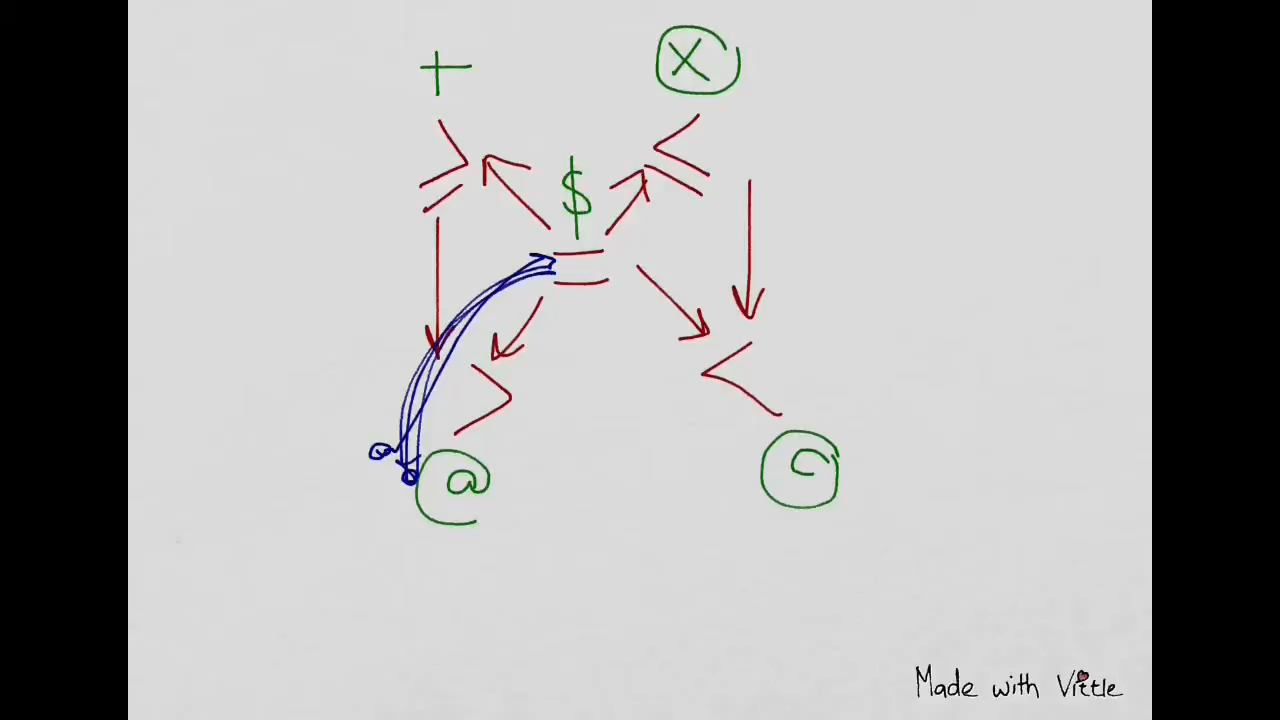 + X
$
=
> <
@ C
Made with Vittle